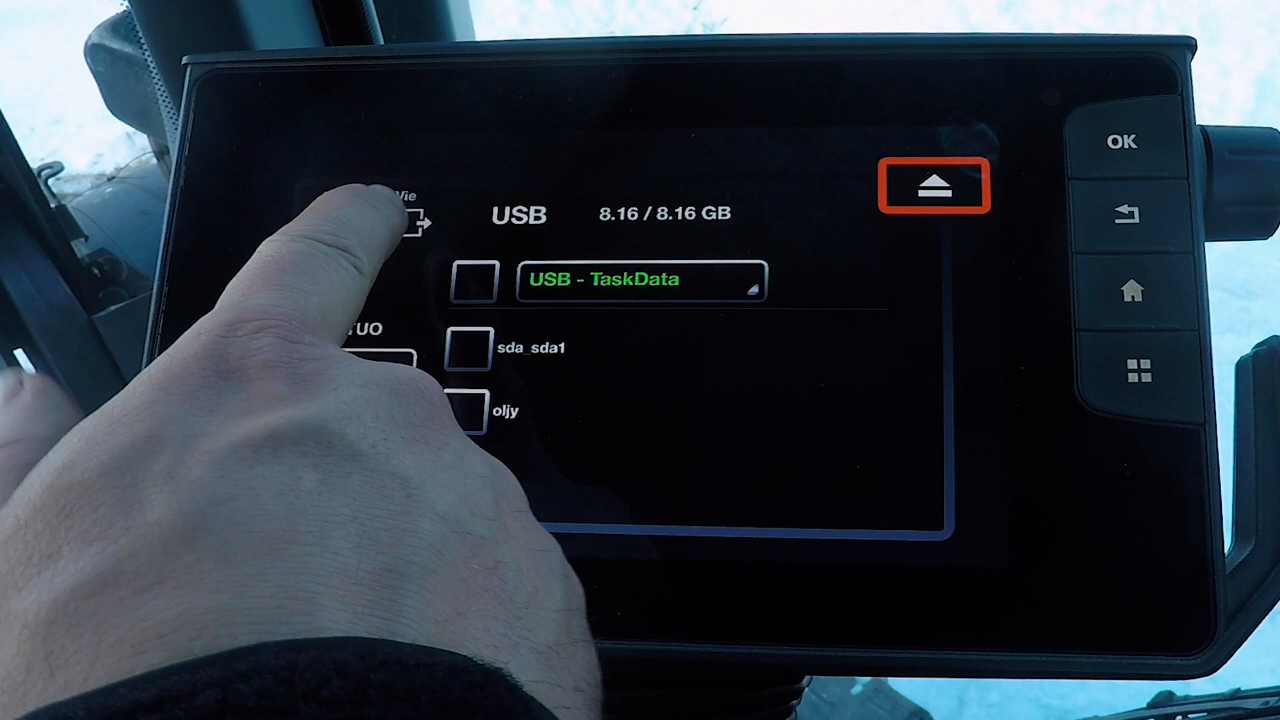 OK
Vie
USB 8.16 / 8.16 GB
USB - TaskData
TUO
sda_sda1
oljy